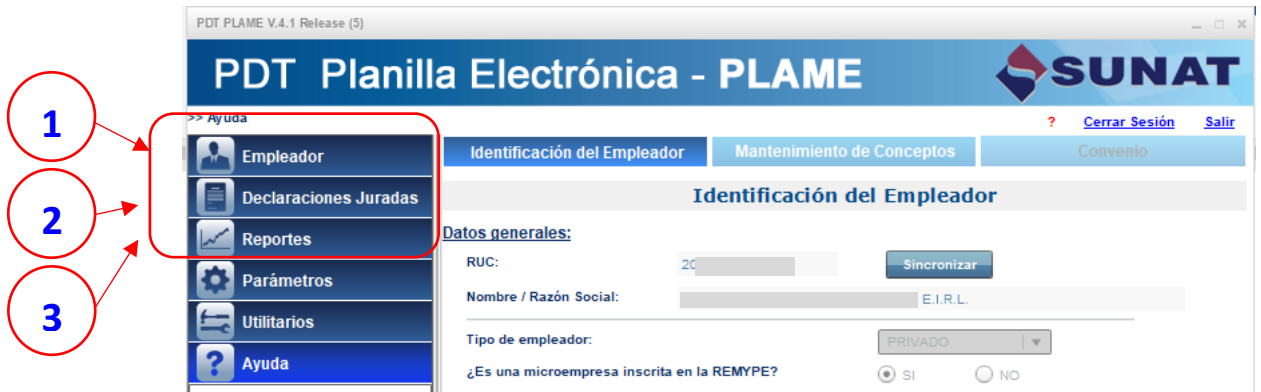 PDT PLAME V.4.1 Release (5)
PDT Planilla Electrónica - PLAME
SUNAT
>> Ayuda
? Cerrar Sesión Salir
1
2
3
Empleador
Declaraciones Juradas
Reportes
Parámetros
Utilitarios
? Ayuda
Identificación del Empleador Mantenimiento de Conceptos Convenio
Identificación del Empleador
Datos generales:
RUC: 20 Sincronizar
Nombre / Razón Social: E.I.R.L.
Tipo de empleador: PRIVADO
¿Es una microempresa inscrita en la REMYPE? SI NO